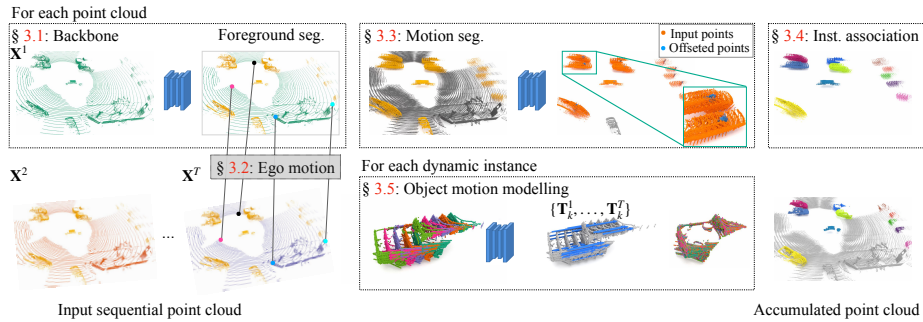 For each point cloud
§ 3.1: Backbone
Foreground seg.
X¹
§ 3.3: Motion seg.
Input points
Offseted points
§ 3.4: Inst. association
§ 3.2: Ego motion
X²
Xᵀ
...
For each dynamic instance
§ 3.5: Object motion modelling
{T¹ₖ, . . . , Tᵀₖ}
Input sequential point cloud
Accumulated point cloud